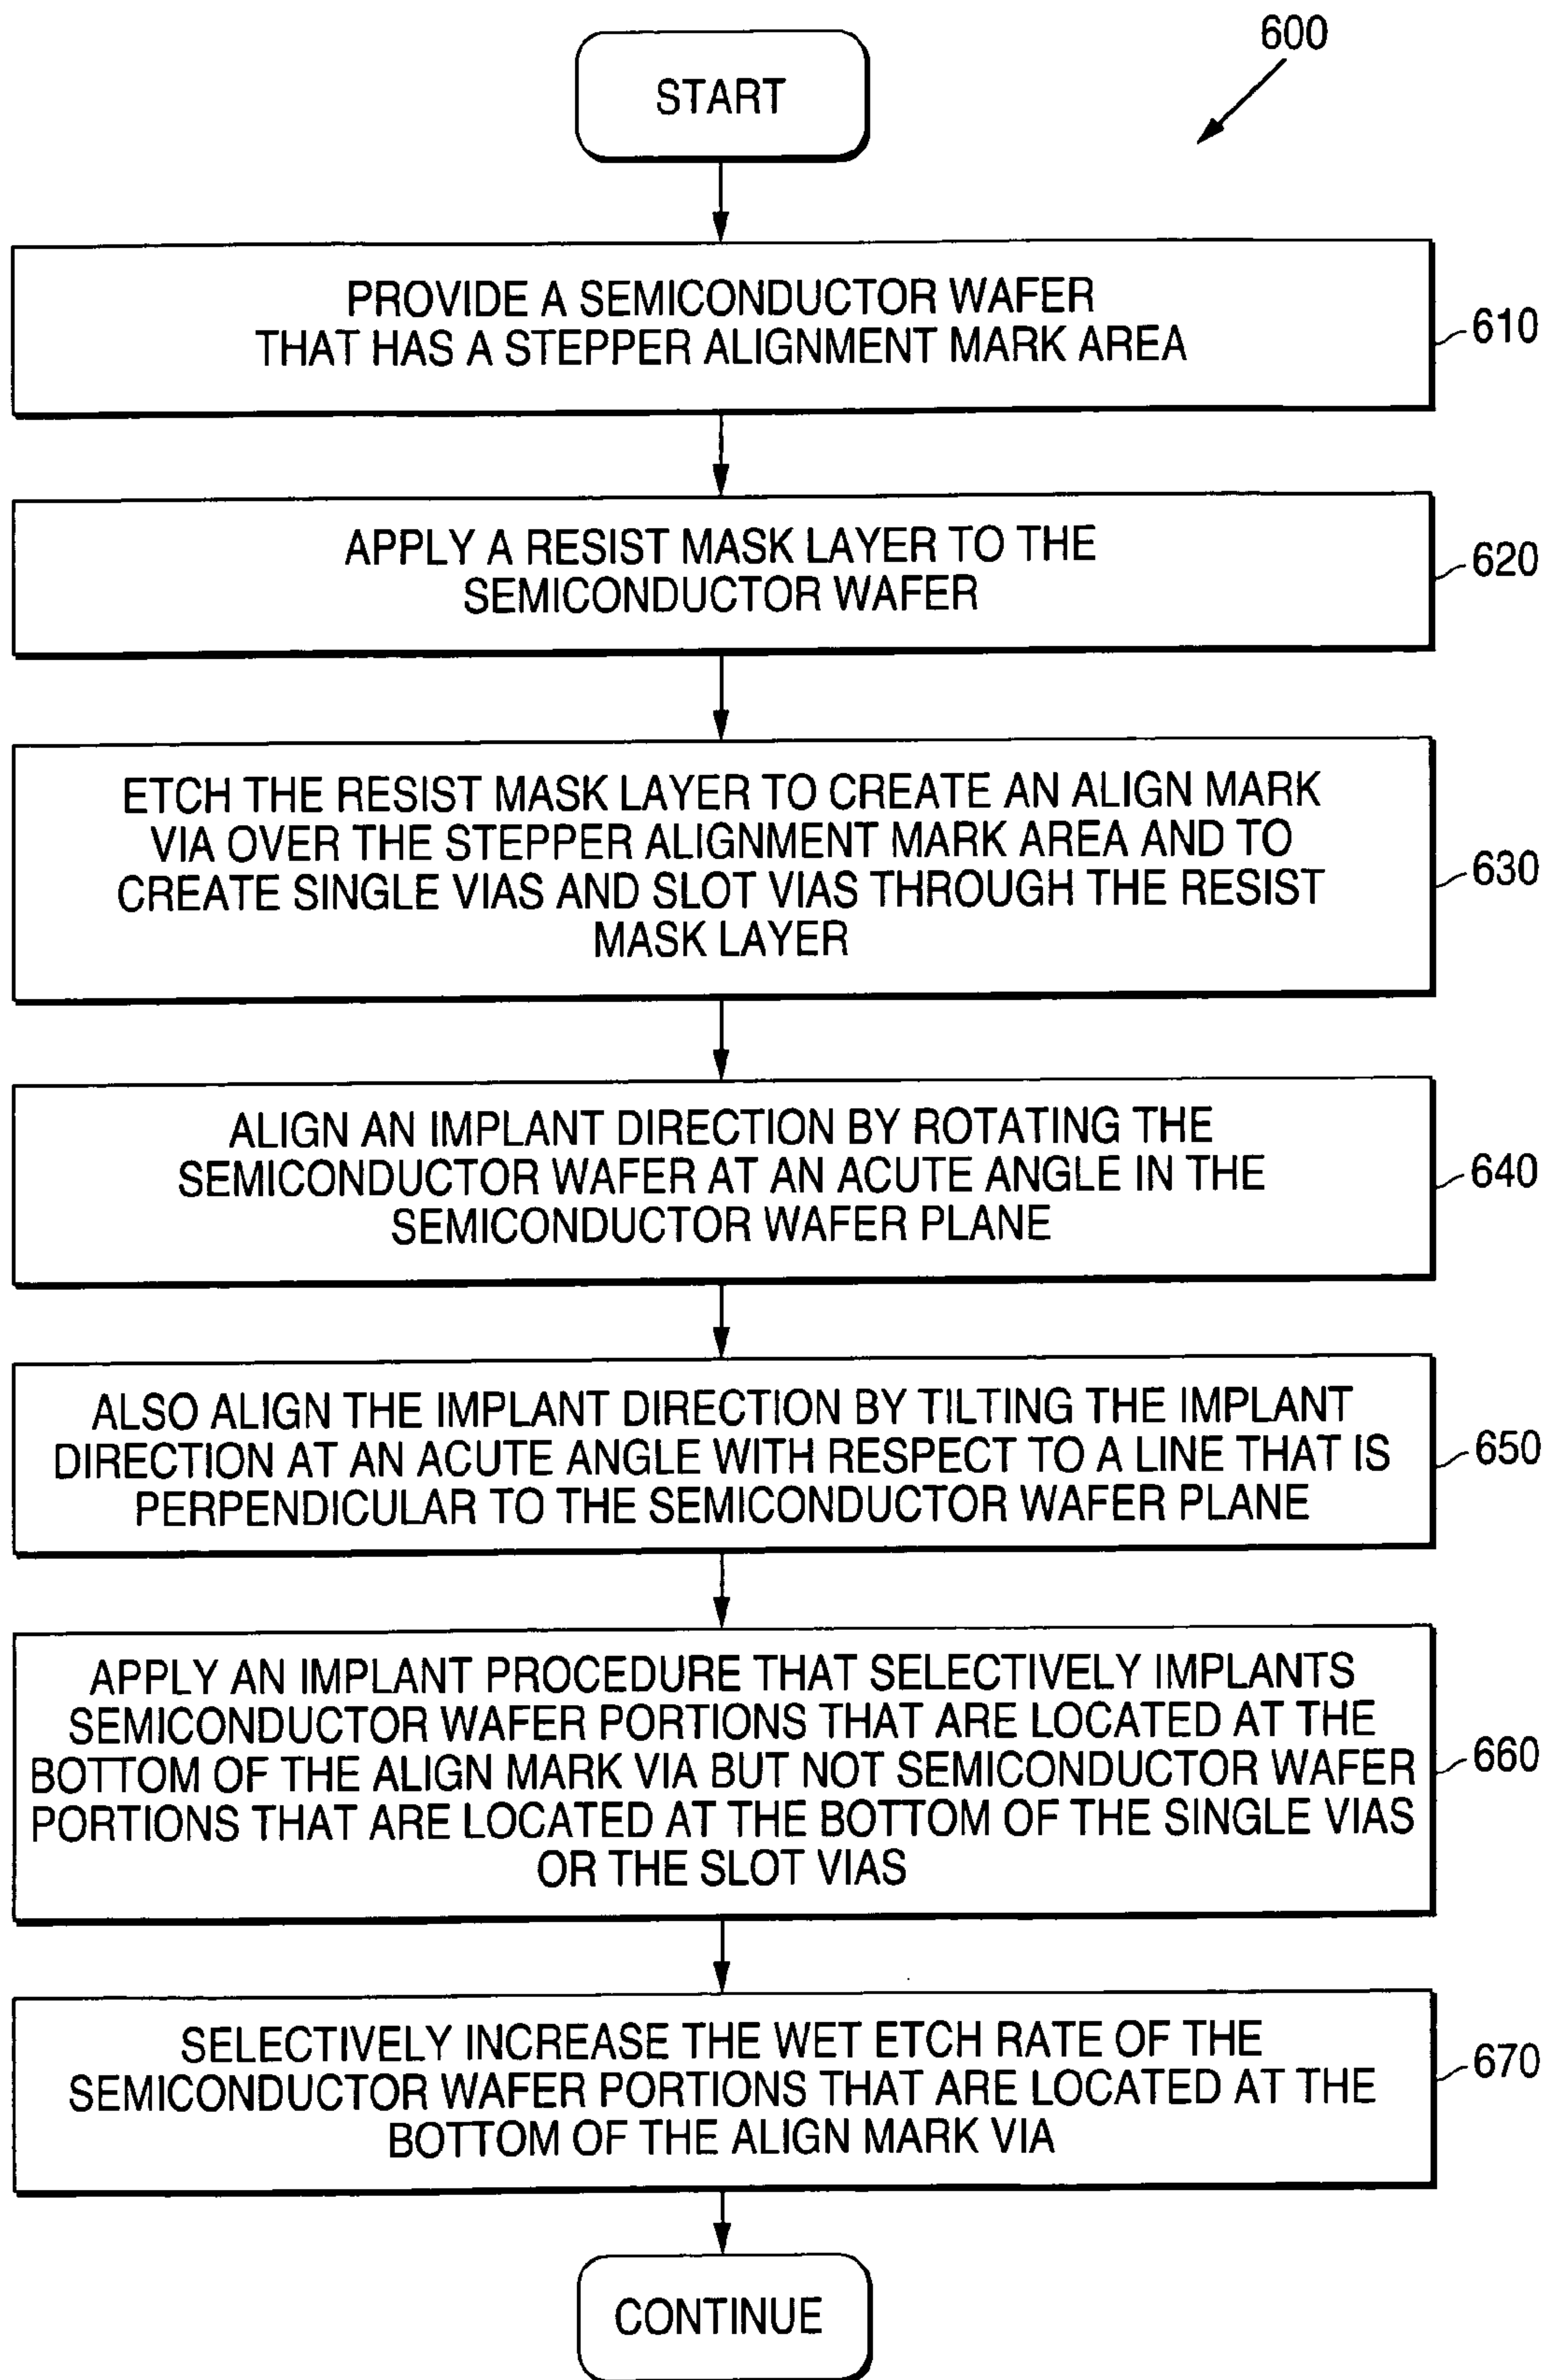 600
START
PROVIDE A SEMICONDUCTOR WAFER
THAT HAS A STEPPER ALIGNMENT MARK AREA
610
APPLY A RESIST MASK LAYER TO THE
SEMICONDUCTOR WAFER
620
ETCH THE RESIST MASK LAYER TO CREATE AN ALIGN MARK
VIA OVER THE STEPPER ALIGNMENT MARK AREA AND TO
CREATE SINGLE VIAS AND SLOT VIAS THROUGH THE RESIST
MASK LAYER
630
ALIGN AN IMPLANT DIRECTION BY ROTATING THE
SEMICONDUCTOR WAFER AT AN ACUTE ANGLE IN THE
SEMICONDUCTOR WAFER PLANE
640
ALSO ALIGN THE IMPLANT DIRECTION BY TILTING THE IMPLANT
DIRECTION AT AN ACUTE ANGLE WITH RESPECT TO A LINE THAT IS
PERPENDICULAR TO THE SEMICONDUCTOR WAFER PLANE
650
APPLY AN IMPLANT PROCEDURE THAT SELECTIVELY IMPLANTS
SEMICONDUCTOR WAFER PORTIONS THAT ARE LOCATED AT THE
BOTTOM OF THE ALIGN MARK VIA BUT NOT SEMICONDUCTOR WAFER
PORTIONS THAT ARE LOCATED AT THE BOTTOM OF THE SINGLE VIAS
OR THE SLOT VIAS
660
SELECTIVELY INCREASE THE WET ETCH RATE OF THE
SEMICONDUCTOR WAFER PORTIONS THAT ARE LOCATED AT THE
BOTTOM OF THE ALIGN MARK VIA
670
CONTINUE